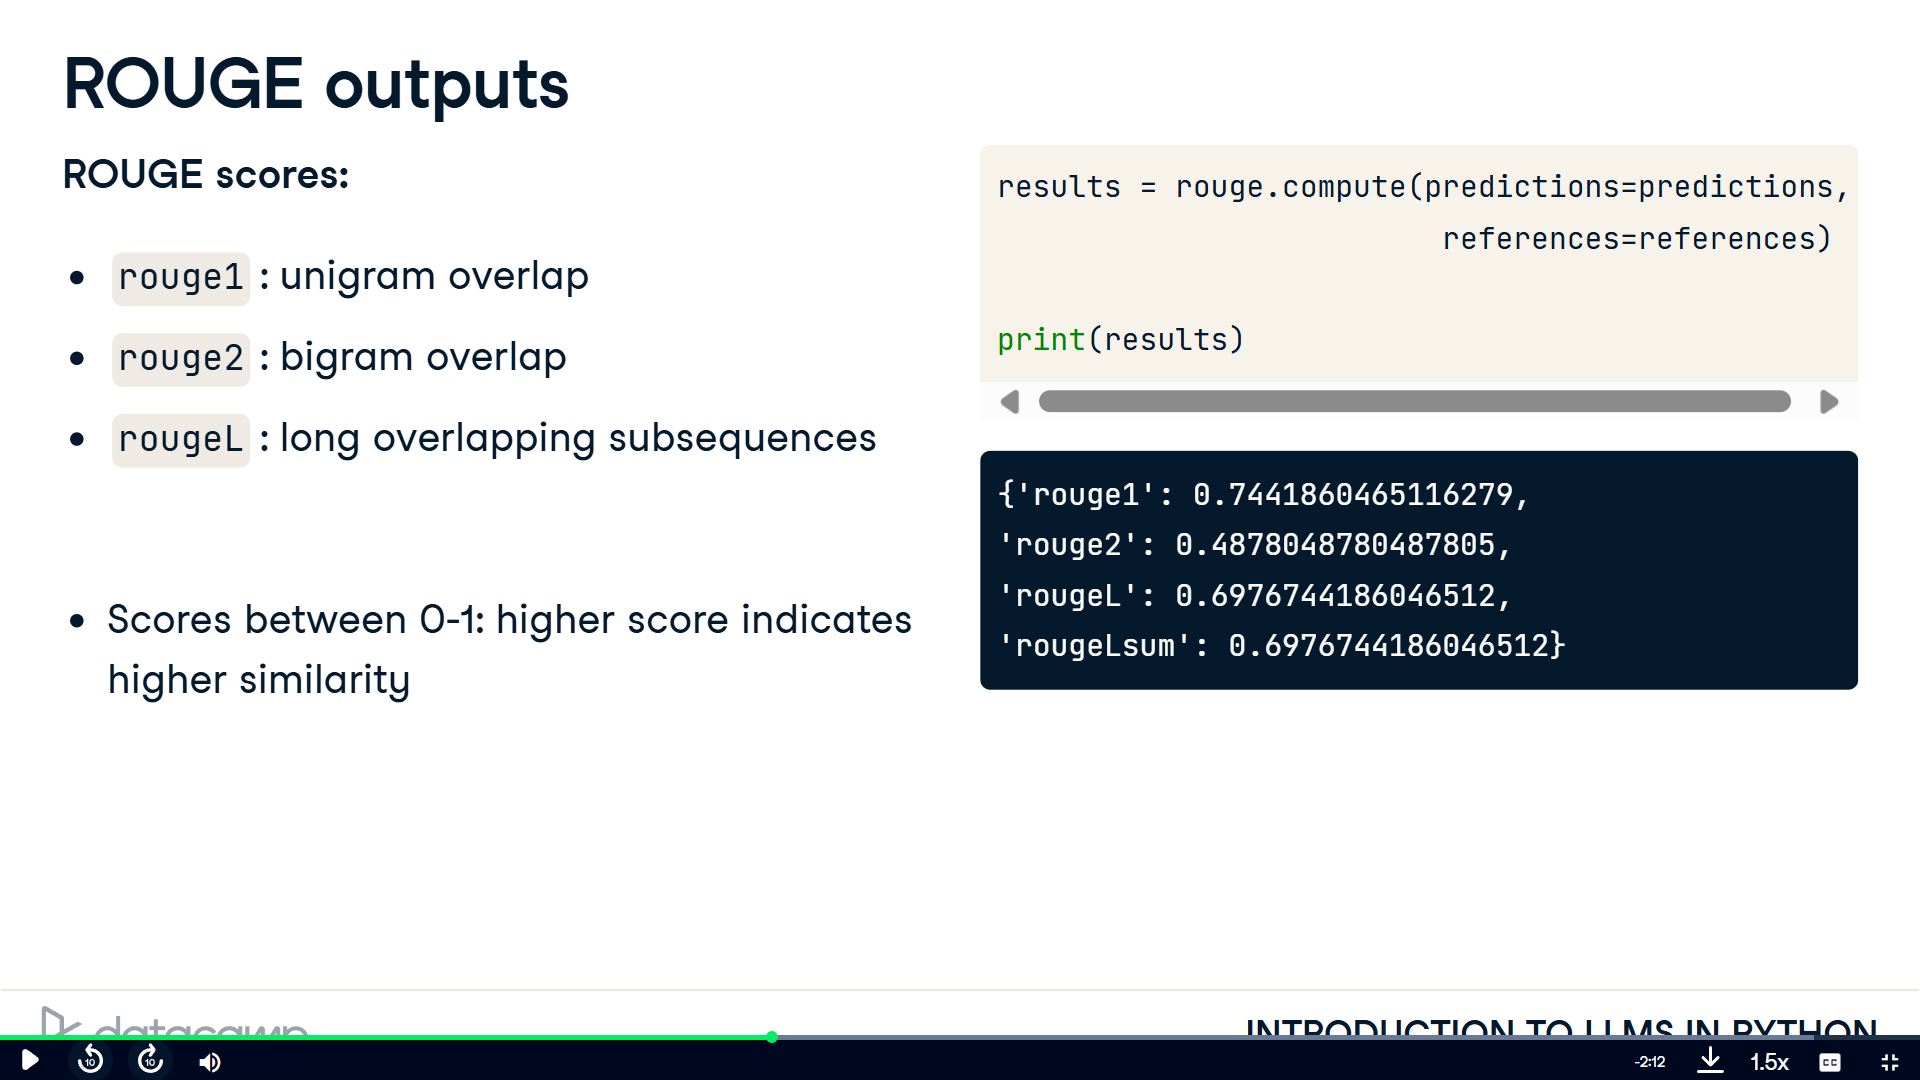 ROUGE outputs
ROUGE scores:
rouge1 : unigram overlap
rouge2 : bigram overlap
rougeL : long overlapping subsequences
Scores between 0-1: higher score indicates
higher similarity
results = rouge.compute(predictions=predictions,
references=references)
print(results)
{'rouge1': 0.7441860465116279,
'rouge2': 0.4878048780487805,
'rougeL': 0.6976744186046512,
'rougeLsum': 0.6976744186046512}
datacamp
INTRODUCTION TO LLMS IN PYTHON
10
10
-2:12
1.5x
CC